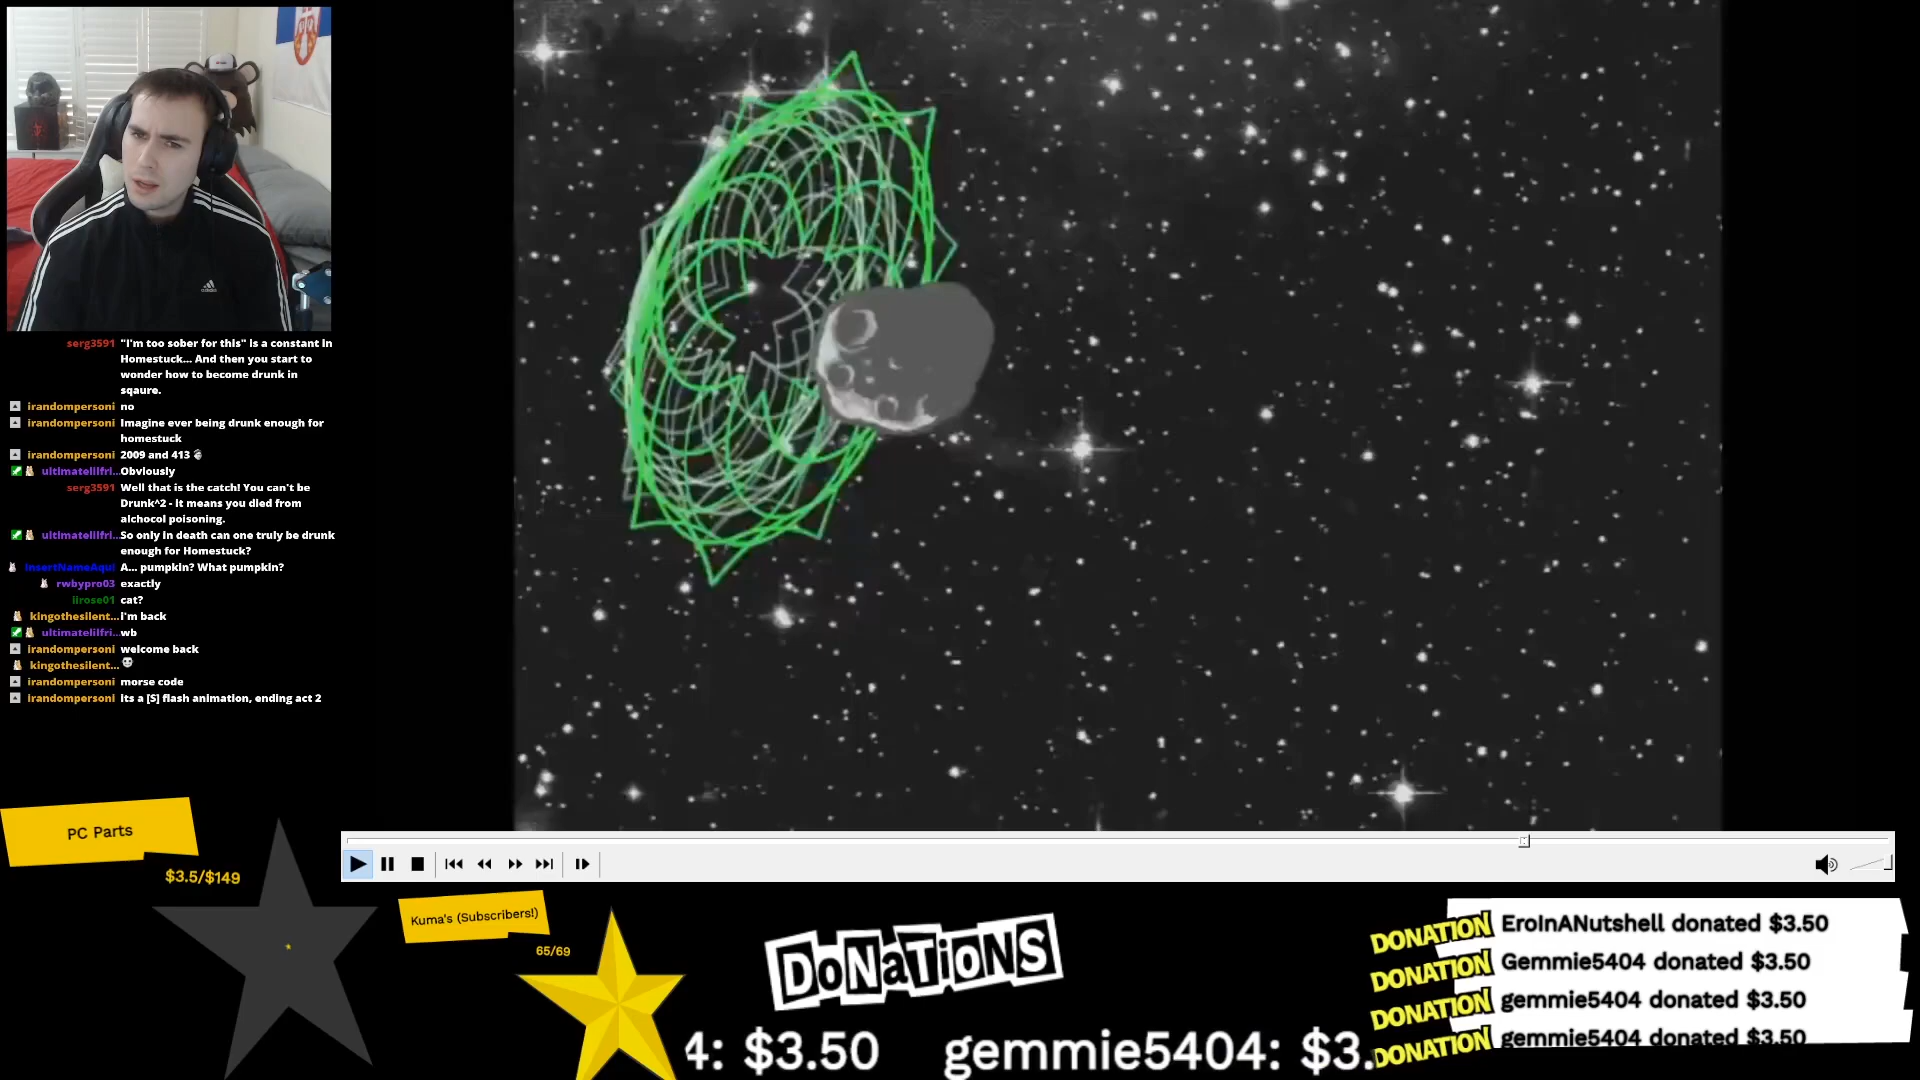 adidas
serg3591 "I'm too sober for this" is a constant in
Homestuck... And then you start to
wonder how to become drunk in
sqaure.
irandompersoni no
irandompersoni Imagine ever being drunk enough for
homestuck
irandompersoni 2009 and 413
ultimatelilfri... Obviously
serg3591 Well that is the catch! You can't be
Drunk^2 - it means you died from
alchocol poisoning.
ultimatelilfri... So only in death can one truly be drunk
enough for Homestuck?
InsertNameAqui A... pumpkin? What pumpkin?
rwbypro03 exactly
iirose01 cat?
kingothesilent... I'm back
ultimatelilfri... wb
irandompersoni welcome back
kingothesilent...
irandompersoni morse code
irandompersoni its a [S] flash animation, ending act 2
PC Parts
$3.5/$149
Kuma's (Subscribers!)
65/69
DoNaTiONS
4: $3.50 gemmie5404: $3.
DONATION EroInANutshell donated $3.50
DONATION Gemmie5404 donated $3.50
DONATION gemmie5404 donated $3.50
DONATION gemmie5404 donated $3.50